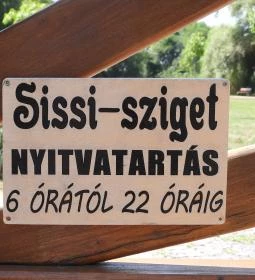 Sissi-sziget
NYITVATARTÁS
6 ÓRÁTÓL 22 ÓRÁIG